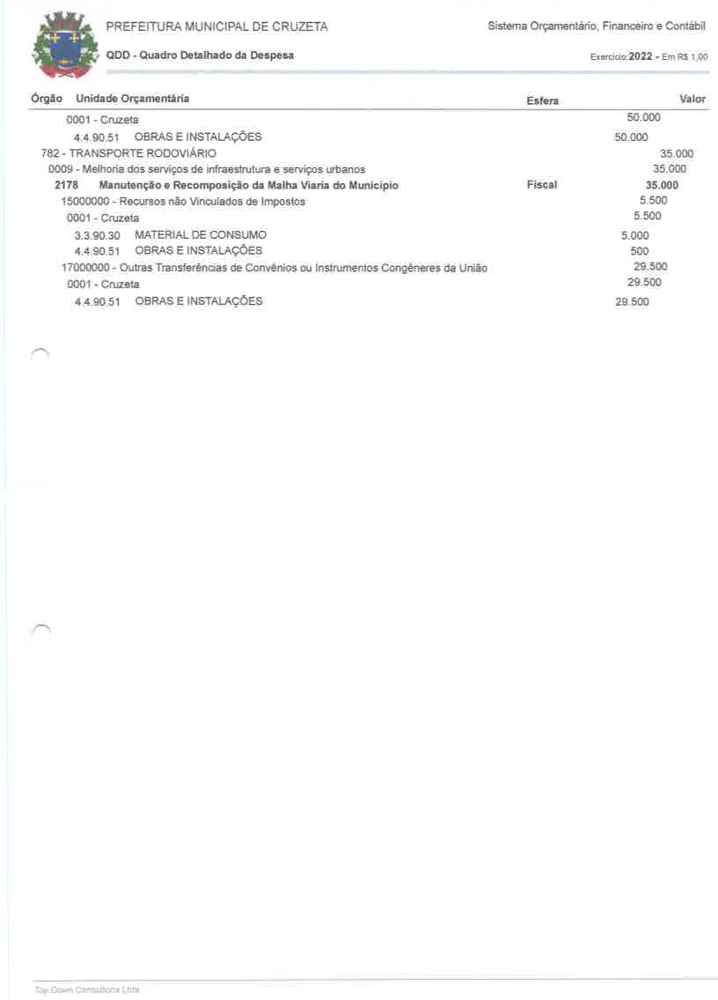 PREFEITURA MUNICIPAL DE CRUZETA Sistema Orçamentário, Financeiro e Contábil
QDD - Quadro Detalhado da Despesa Exercício:2022 - Em R$ 1,00
Órgão Unidade Orçamentária Esfera Valor
0001 - Cruzeta 50.000
4.4.90.51 OBRAS E INSTALAÇÕES 50.000
782 - TRANSPORTE RODOVIÁRIO 35.000
0009 - Melhoria dos serviços de infraestrutura e serviços urbanos 35.000
2178 Manutenção e Recomposição da Malha Viaria do Municipio Fiscal 35.000
15000000 - Recursos não Vinculados de Impostos 5.500
0001 - Cruzeta 5.500
3.3.90.30 MATERIAL DE CONSUMO 5.000
4.4.90.51 OBRAS E INSTALAÇÕES 500
17000000 - Outras Transferências de Convênios ou Instrumentos Congêneres da União 29.500
0001 - Cruzeta 29.500
4.4.90.51 OBRAS E INSTALAÇÕES 29.500
Top Down Consultoria Ltda